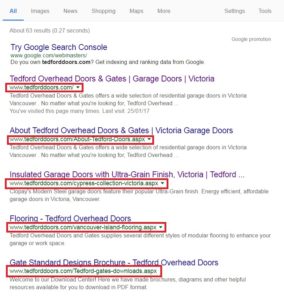 All Images Maps Shopping More Settings Tools
About 63 results (0.27 seconds)
Google promotion
Try Google Search Console
www.google.com/webmasters/
Do you own tedforddoors.com? Get indexing and ranking data from Google.
Tedford Overhead Doors & Gates | Garage Doors | Victoria
www.tedforddoors.com/
Tedford Overhead Doors & Gates offers a wide selection of residential garage doors in Victoria
Vancouver . No matter what you're looking for, Tedford Overhead ...
You've visited this page many times. Last visit: 25/01/17
About Tedford Overhead Doors & Gates | Victoria Garage Doors
www.tedforddoors.com/About-Tedford-Doors.aspx
Tedford Overhead Doors & Gates offers a wide selection of residential garage doors in Victoria
Vancouver . No matter what you're looking for, Tedford Overhead ...
Insulated Garage Doors with Ultra-Grain Finish, Victoria | Tedford ...
www.tedforddoors.com/cypress-collection-victoria.aspx
Clopay's Modern Steel garage doors feature their popular Ultra-Grain finish. Energy efficient, affordable
garage doors in Victoria, Vancouver ...
Flooring - Tedford Overhead Doors
www.tedforddoors.com/vancouver-island-flooring.aspx
Tedford Overhead Doors and Gates supplies several different styles of modular flooring to enhance your
garage or work space.
Gate Standard Designs Brochure - Tedford Overhead Doors
www.tedforddoors.com/Tedford-gates-downloads.aspx
Welcome to our Download Center! Here we have made brochures, diagrams and other helpful
resources available for you to download in PDF format